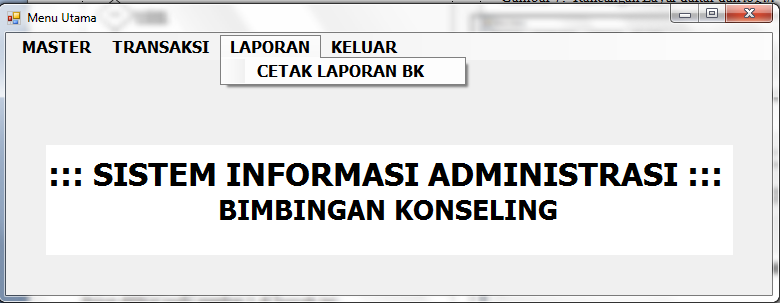 Menu Utama
MASTER TRANSAKSI LAPORAN KELUAR
CETAK LAPORAN BK
::: SISTEM INFORMASI ADMINISTRASI :::
BIMBINGAN KONSELING